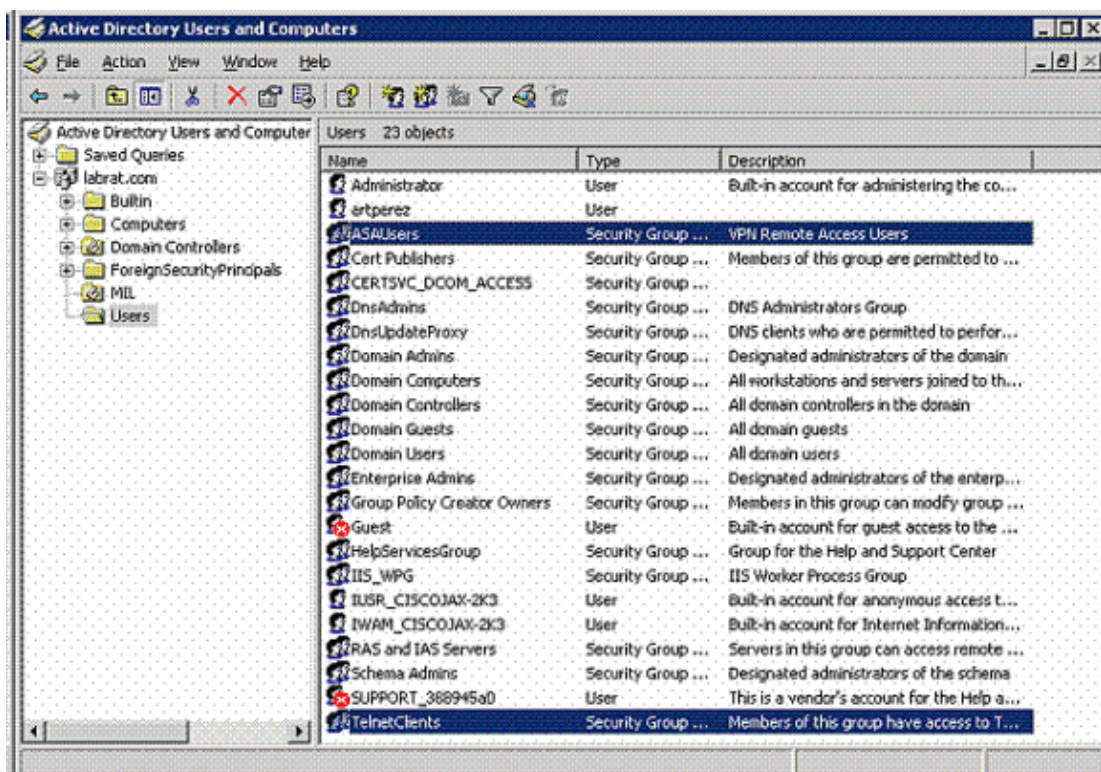 Active Directory Users and Computers
File Action View Window Help
Active Directory Users and Computer
Saved Queries
labrat.com
Builtin
Computers
Domain Controllers
ForeignSecurityPrincipals
MIL
Users
Users 23 objects
Name Type Description
Administrator User Built-in account for administering the co...
artperez User
ASAUsers Security Group ... VPN Remote Access Users
Cert Publishers Security Group ... Members of this group are permitted to ...
CERTSVC_DCOM_ACCESS Security Group ...
DnsAdmins Security Group ... DNS Administrators Group
DnsUpdateProxy Security Group ... DNS clients who are permitted to perfor...
Domain Admins Security Group ... Designated administrators of the domain
Domain Computers Security Group ... All workstations and servers joined to th...
Domain Controllers Security Group ... All domain controllers in the domain
Domain Guests Security Group ... All domain guests
Domain Users Security Group ... All domain users
Enterprise Admins Security Group ... Designated administrators of the enterp...
Group Policy Creator Owners Security Group ... Members in this group can modify group ...
Guest User Built-in account for guest access to the ...
HelpServicesGroup Security Group ... Group for the Help and Support Center
IIS_WPG Security Group ... IIS Worker Process Group
IUSR_CISCOJAX-2K3 User Built-in account for anonymous access t...
IWAM_CISCOJAX-2K3 User Built-in account for Internet Information...
RAS and IAS Servers Security Group ... Servers in this group can access remote ...
Schema Admins Security Group ... Designated administrators of the schema
SUPPORT_388945a0 User This is a vendor's account for the Help a...
TelnetClients Security Group ... Members of this group have access to T...